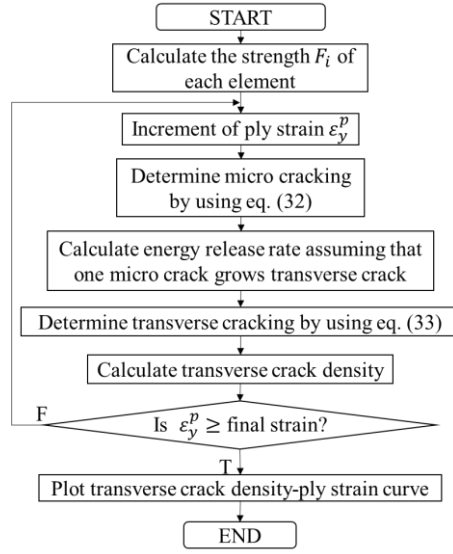 START
Calculate the strength F_i of
each element
Increment of ply strain ε_y^p
Determine micro cracking
by using eq. (32)
Calculate energy release rate assuming that
one micro crack grows transverse crack
Determine transverse cracking by using eq. (33)
Calculate transverse crack density
F
Is ε_y^p ≥ final strain?
T
Plot transverse crack density-ply strain curve
END